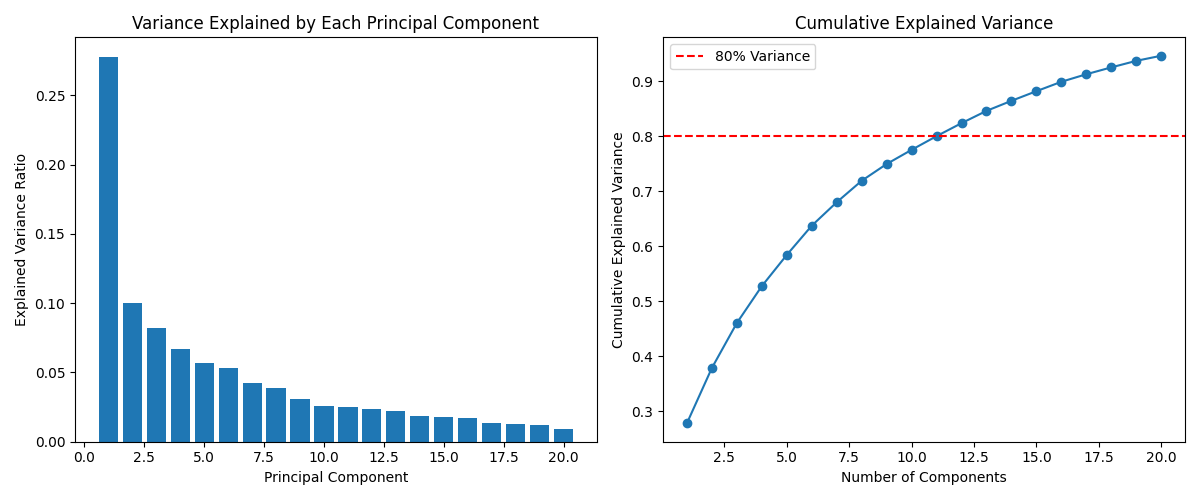 Variance Explained by Each Principal Component
Explained Variance Ratio
0.25
0.20
0.15
0.10
0.05
0.00
0.0 2.5 5.0 7.5 10.0 12.5 15.0 17.5 20.0
Principal Component
Cumulative Explained Variance
80% Variance
Cumulative Explained Variance
0.9
0.8
0.7
0.6
0.5
0.4
0.3
2.5 5.0 7.5 10.0 12.5 15.0 17.5 20.0
Number of Components